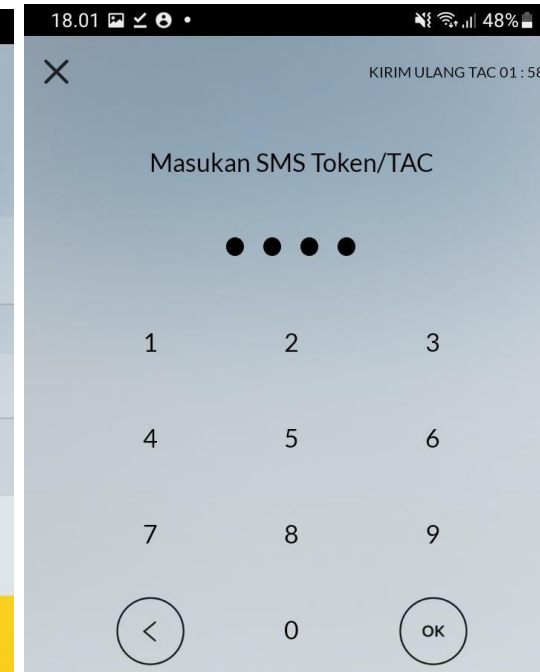 18.01 48%
KIRIM ULANG TAC 01 : 58
Masukan SMS Token/TAC
1 2 3
4 5 6
7 8 9
< 0 OK